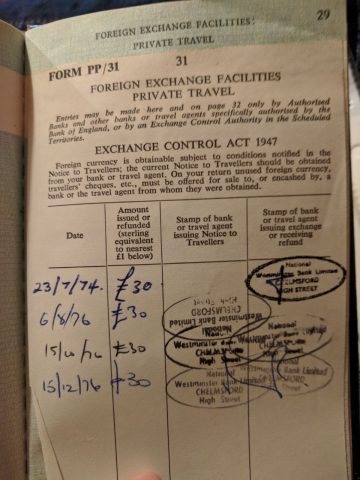 FOREIGN EXCHANGE FACILITIES:
PRIVATE TRAVEL
29
FORM PP/31
31
FOREIGN EXCHANGE FACILITIES
PRIVATE TRAVEL
Entries may be made here and on page 32 only by Authorised
Banks and other banks or travel agents specifically authorised by the
Bank of England, or by an Exchange Control Authority in the Scheduled
Territories.
EXCHANGE CONTROL ACT 1947
Foreign currency is obtainable subject to conditions notified in the
Notice to Travellers; the current Notice to Travellers should be obtained
from your bank or travel agent. On your return unused foreign currency,
travellers' cheques, etc., must be offered for sale to, or encashed by, a
bank or the travel agent from whom they were obtained.
Date
Amount
issued or
refunded
(sterling
equivalent
to nearest
£1 below)
Stamp of bank
or travel agent
issuing Notice to
Travellers
Stamp of bank
or travel agent
issuing exchange
or receiving
refund
23/7/74. £30
National
Westminster Bank Limited
CHELMSFORD
HIGH STREET
6/8/76 £30
National
Westminster Bank Limited
CHELMSFORD
High Street
£30
National
Westminster Bank Limited
CHELMSFORD
High Street
15/12/76 £30
National
Westminster Bank Limited
CHELMSFORD
High Street